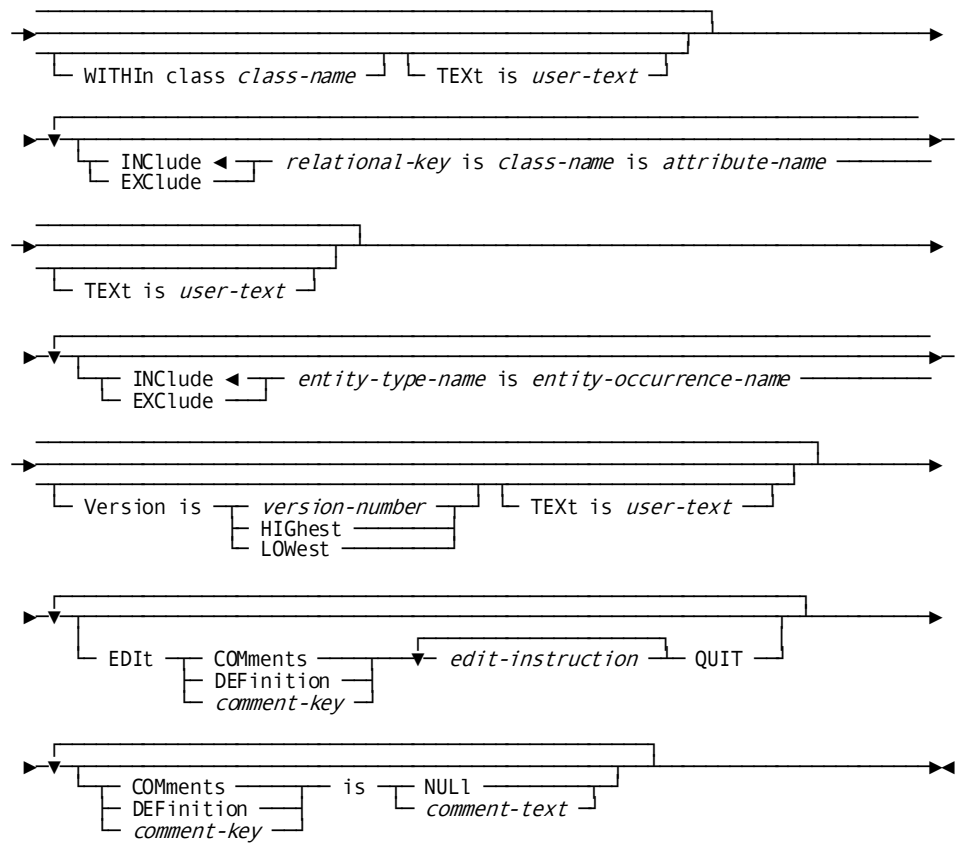 WITHIn class class-name TEXt is user-text
INClude relational-key is class-name is attribute-name
EXClude
TEXt is user-text
INClude entity-type-name is entity-occurrence-name
EXClude
Version is version-number TEXt is user-text
HIGhest
LOWest
EDIt COMments edit-instruction QUIT
DEFinition
comment-key
COMments is NULl
DEFinition comment-text
comment-key